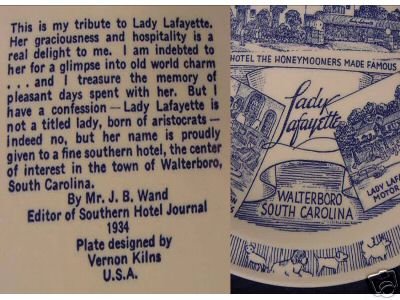 This is my tribute to Lady Lafayette.
Her graciousness and hospitality is a
real delight to me. I am indebted to
her for a glimpse into old world charm
. . . and I treasure the memory of
pleasant days spent with her. But I
have a confession — Lady Lafayette is
not a titled lady, born of aristocrats —
indeed no, but her name is proudly
given to a fine southern hotel, the center
of interest in the town of Walterboro,
South Carolina.
By Mr. J. B. Wand
Editor of Southern Hotel Journal
1934
Plate designed by
Vernon Kilns
U.S.A.
HOTEL THE HONEYMOONERS MADE FAMOUS
Lady
Lafayette
WALTERBORO
SOUTH CAROLINA
LADY
MOTOR